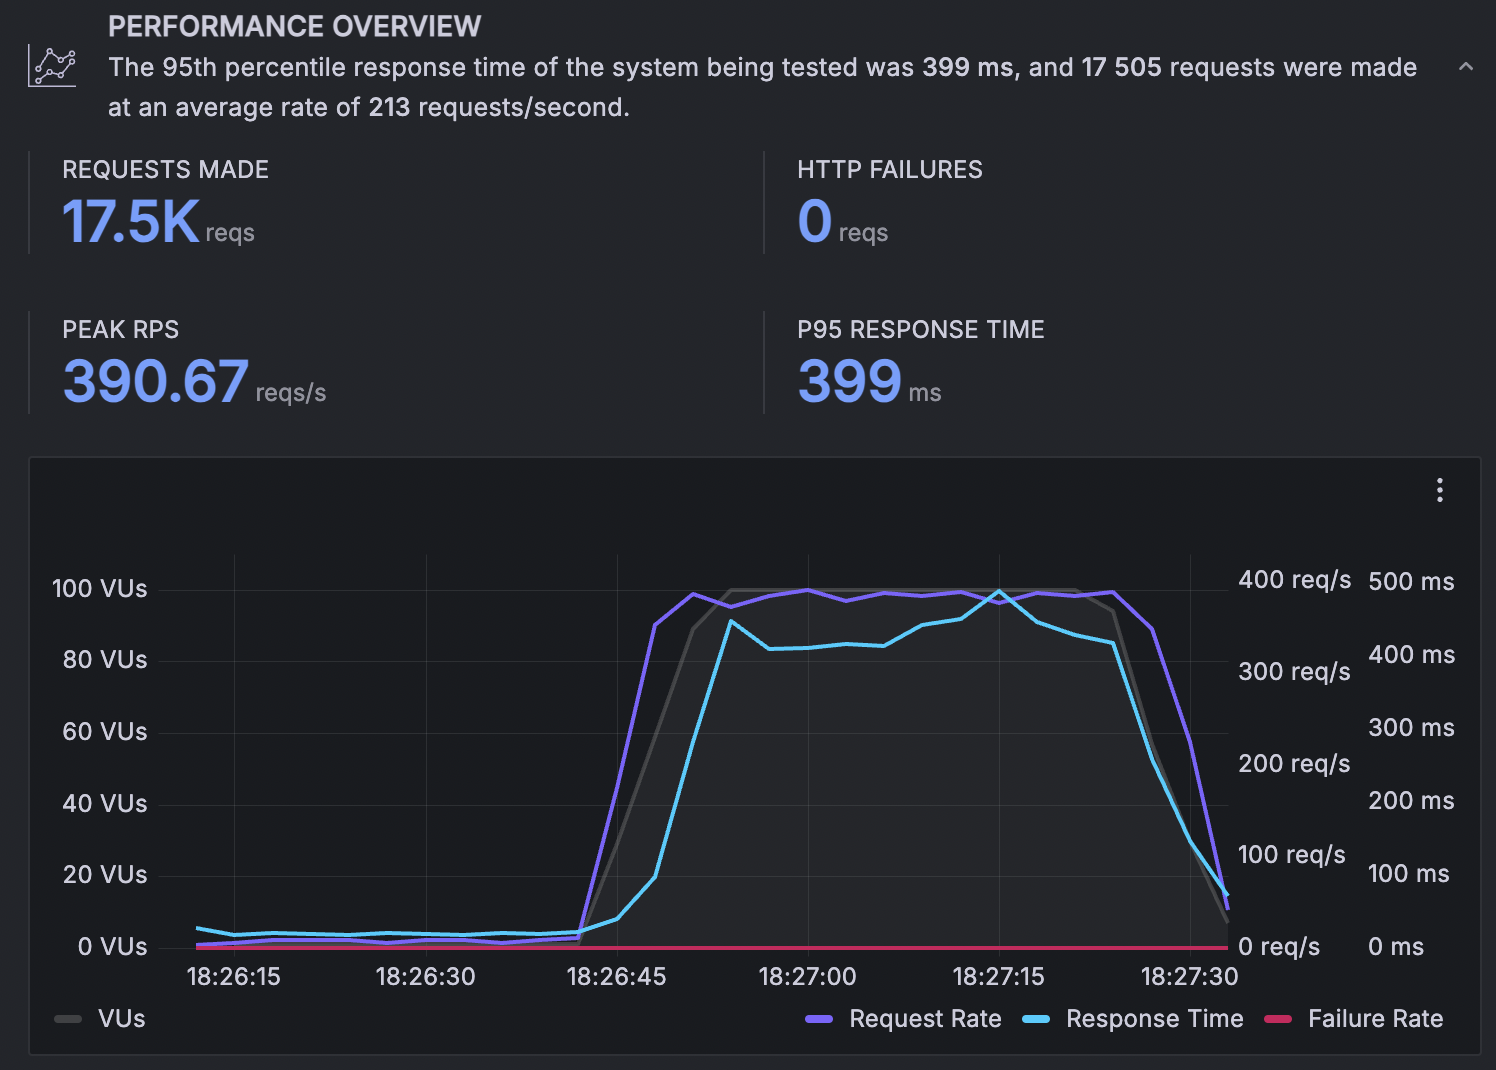 PERFORMANCE OVERVIEW
The 95th percentile response time of the system being tested was 399 ms, and 17 505 requests were made
at an average rate of 213 requests/second.
REQUESTS MADE
17.5K reqs
HTTP FAILURES
0 reqs
PEAK RPS
390.67 reqs/s
P95 RESPONSE TIME
399 ms
100 VUs
80 VUs
60 VUs
40 VUs
20 VUs
0 VUs
400 req/s
300 req/s
200 req/s
100 req/s
0 req/s
500 ms
400 ms
300 ms
200 ms
100 ms
0 ms
18:26:15 18:26:30 18:26:45 18:27:00 18:27:15 18:27:30
VUs Request Rate Response Time Failure Rate